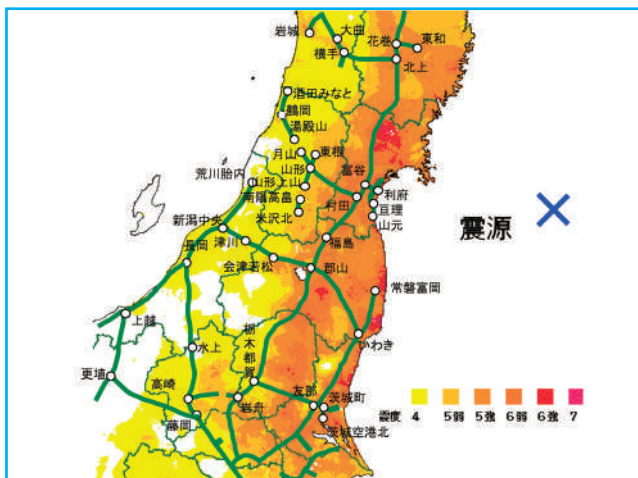 岩城
大曲
花巻
東和
横手
北上
酒田みなと
鶴岡
湯殿山
月山
東根
荒川胎内
山形
富谷
山形上山
利府
南陽高畠
村田
亘理
米沢北
山元
震源
新潟中央
津川
福島
長岡
会津若松
郡山
常磐富岡
上越
栃木都賀
いわき
水上
更埴
高崎
友部
茨城町
岩舟
藤岡
茨城空港北
震度 4 5弱 5強 6弱 6強 7